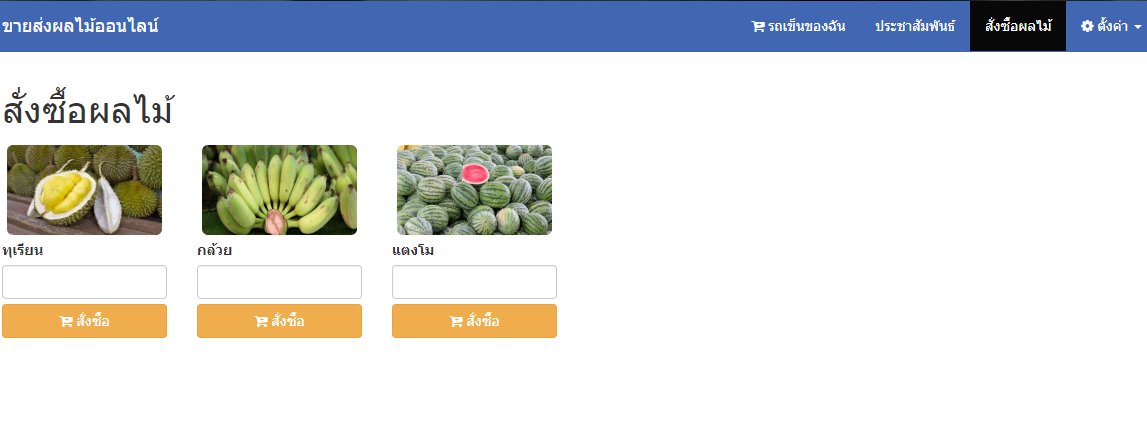 ขายส่งผลไม้ออนไลน์
รถเข็นของฉัน ประชาสัมพันธ์ สั่งซื้อผลไม้ ตั้งค่า
สั่งซื้อผลไม้
ทุเรียน กล้วย แตงโม
สั่งซื้อ สั่งซื้อ สั่งซื้อ